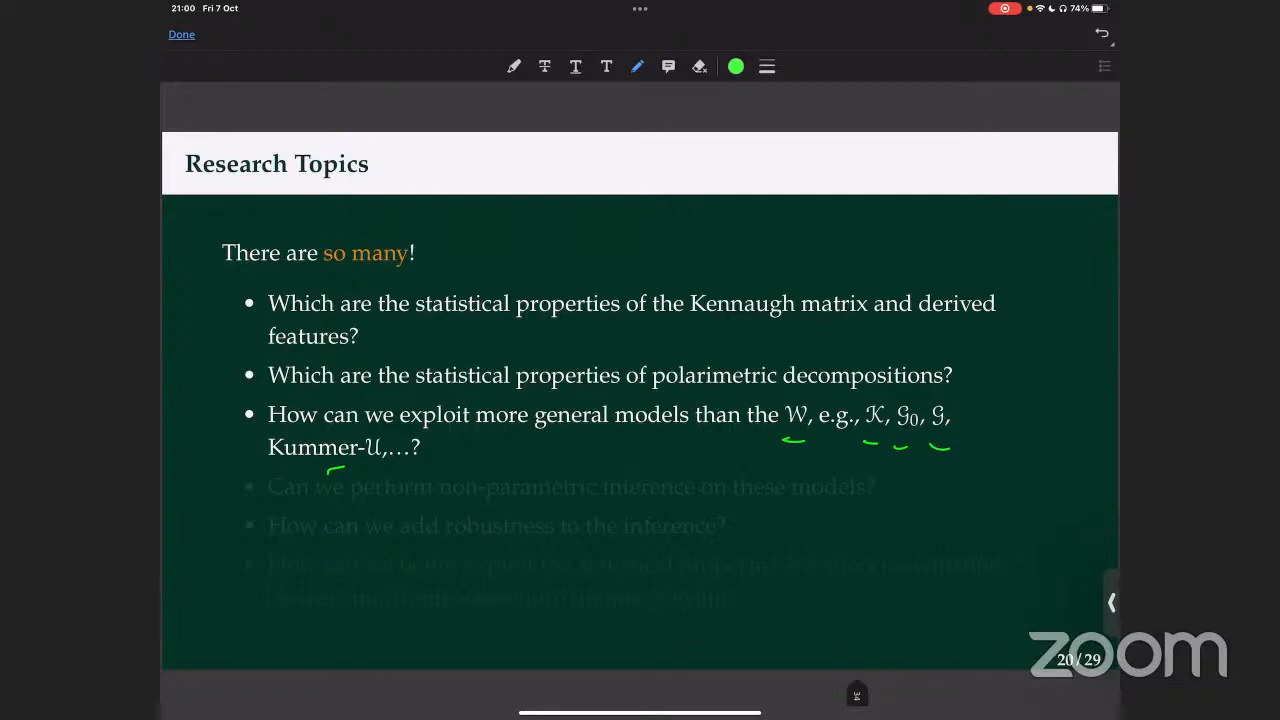 21:00 Fri 7 Oct
74%
Done
Research Topics
There are so many!
• Which are the statistical properties of the Kennaugh matrix and derived
features?
• Which are the statistical properties of polarimetric decompositions?
• How can we exploit more general models than the 𝒲, e.g., 𝒦, 𝒢₀, 𝒢,
Kummer-𝒰,…?
• Can we perform non-parametric inference on these models?
• How can we add robustness to the inference?
20 / 29
zoom
34